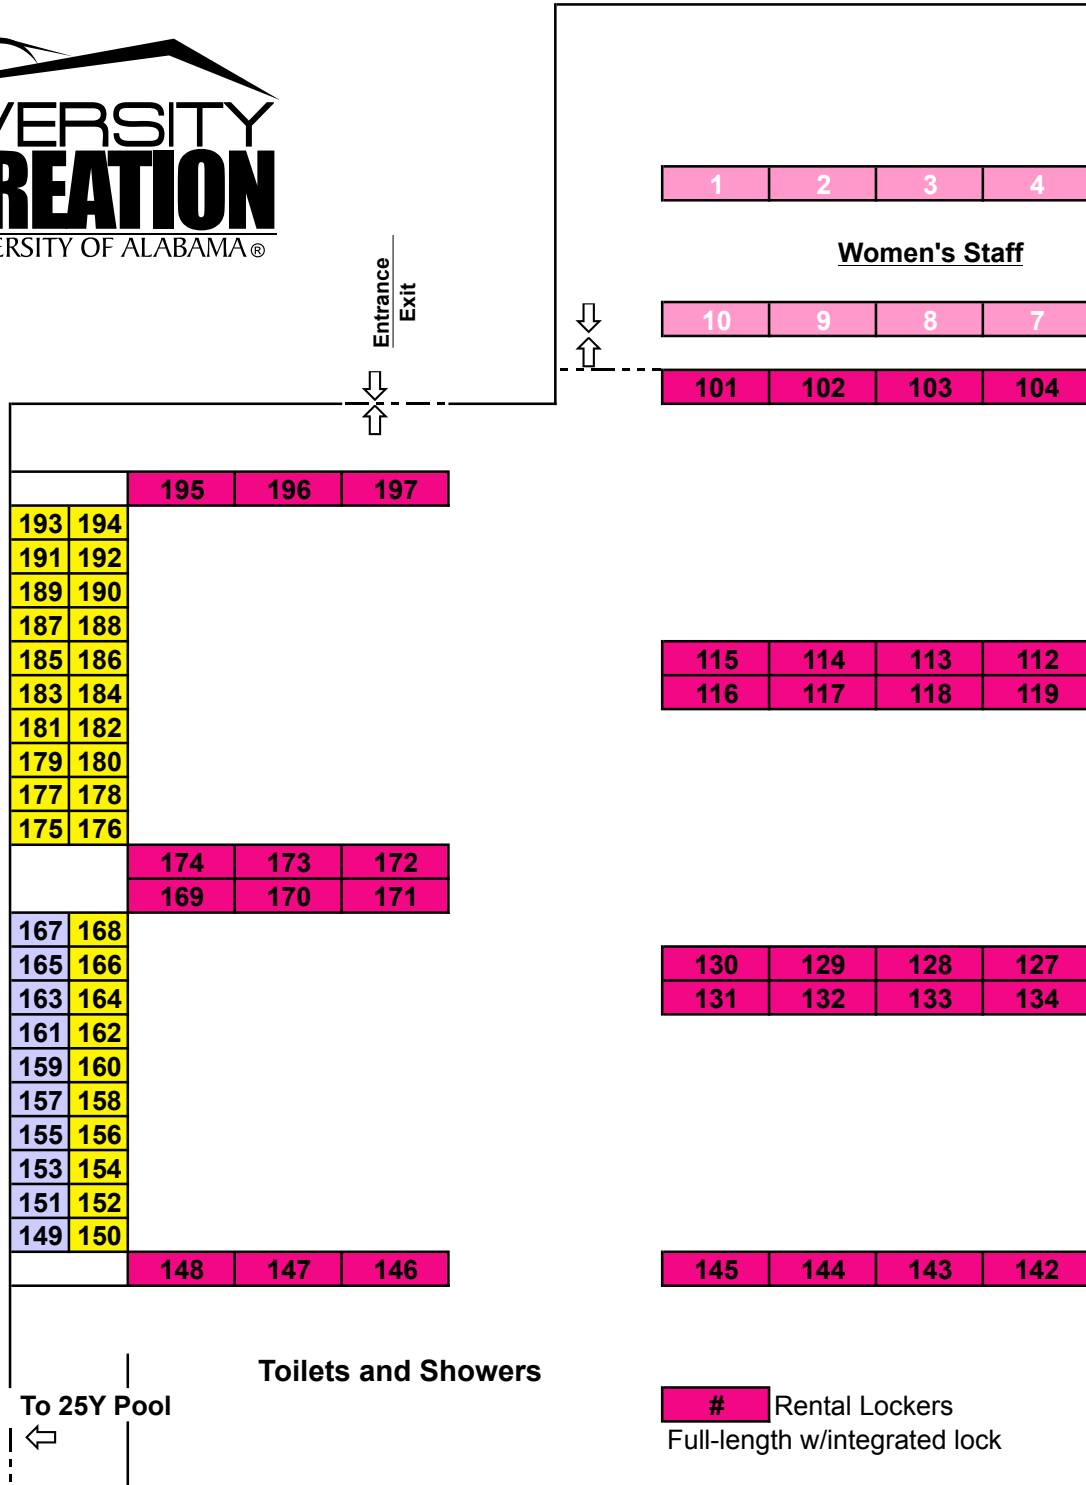 VERSITY
REATION
ERSITY OF ALABAMA®
Entrance
Exit
1 2 3 4
Women's Staff
10 9 8 7
101 102 103 104
195 196 197
193 194
191 192
189 190
187 188
185 186 115 114 113 112
183 184 116 117 118 119
181 182
179 180
177 178
175 176
174 173 172
169 170 171
167 168
165 166 130 129 128 127
163 164 131 132 133 134
161 162
159 160
157 158
155 156
153 154
151 152
149 150
148 147 146 145 144 143 142
Toilets and Showers
To 25Y Pool
# Rental Lockers
Full-length w/integrated lock